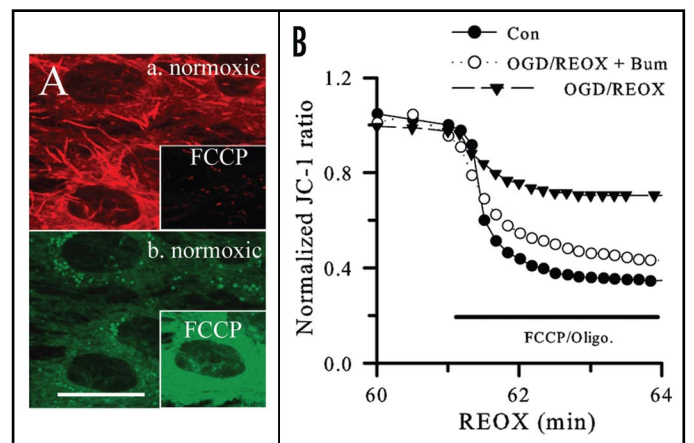 A
a. normoxic
FCCP
b. normoxic
FCCP
B
Con
OGD/REOX + Bum
OGD/REOX
Normalized JC-1 ratio
1.2
0.8
0.4
0.0
FCCP/Oligo.
60
62
64
REOX (min)